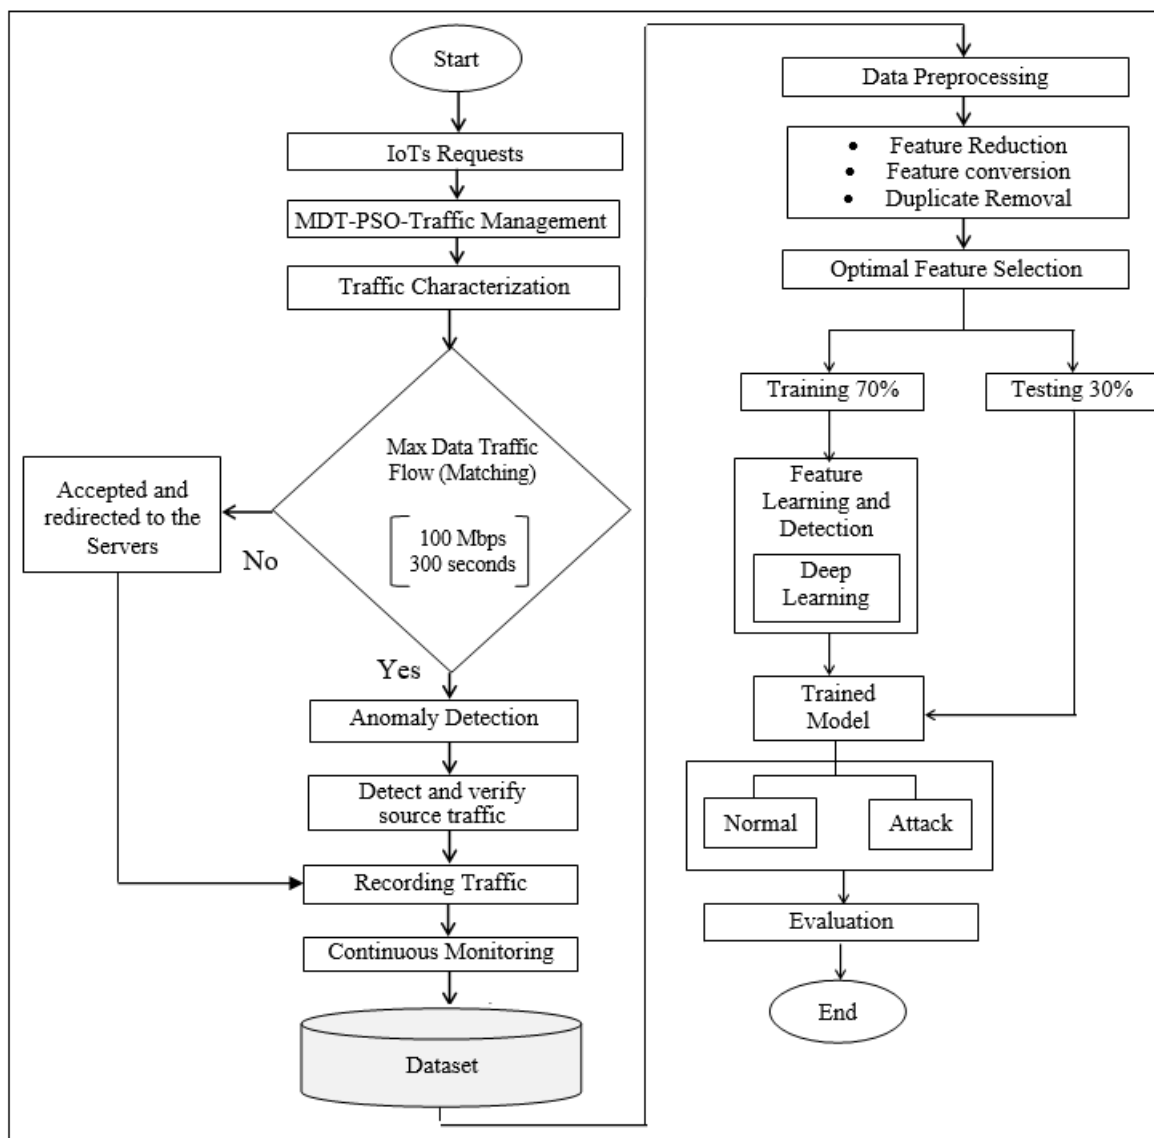 Start
IoTs Requests
MDT-PSO-Traffic Management
Traffic Characterization
Max Data Traffic
Flow (Matching)
100 Mbps
300 seconds
Accepted and
redirected to the
Servers
No
Yes
Anomaly Detection
Detect and verify
source traffic
Recording Traffic
Continuous Monitoring
Dataset
Data Preprocessing
• Feature Reduction
• Feature conversion
• Duplicate Removal
Optimal Feature Selection
Training 70%
Testing 30%
Feature
Learning and
Detection
Deep
Learning
Trained
Model
Normal
Attack
Evaluation
End